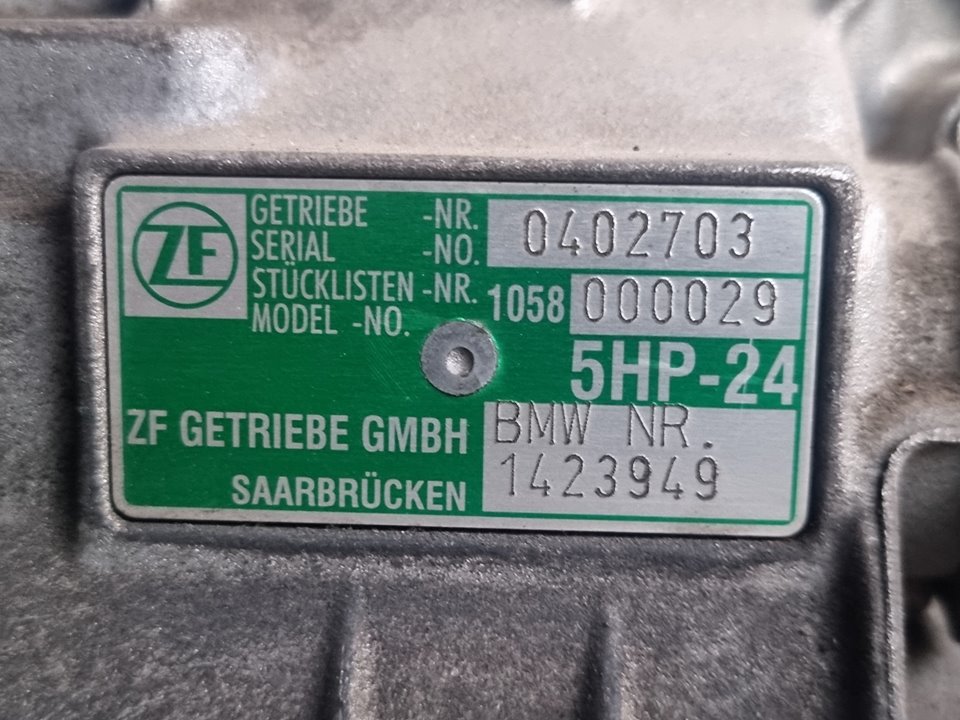 ZF
GETRIEBE -NR. 0402703
SERIAL -NO.
STÜCKLISTEN -NR. 1058 000029
MODEL -NO.
5HP-24
ZF GETRIEBE GMBH BMW NR.
SAARBRÜCKEN 1423949